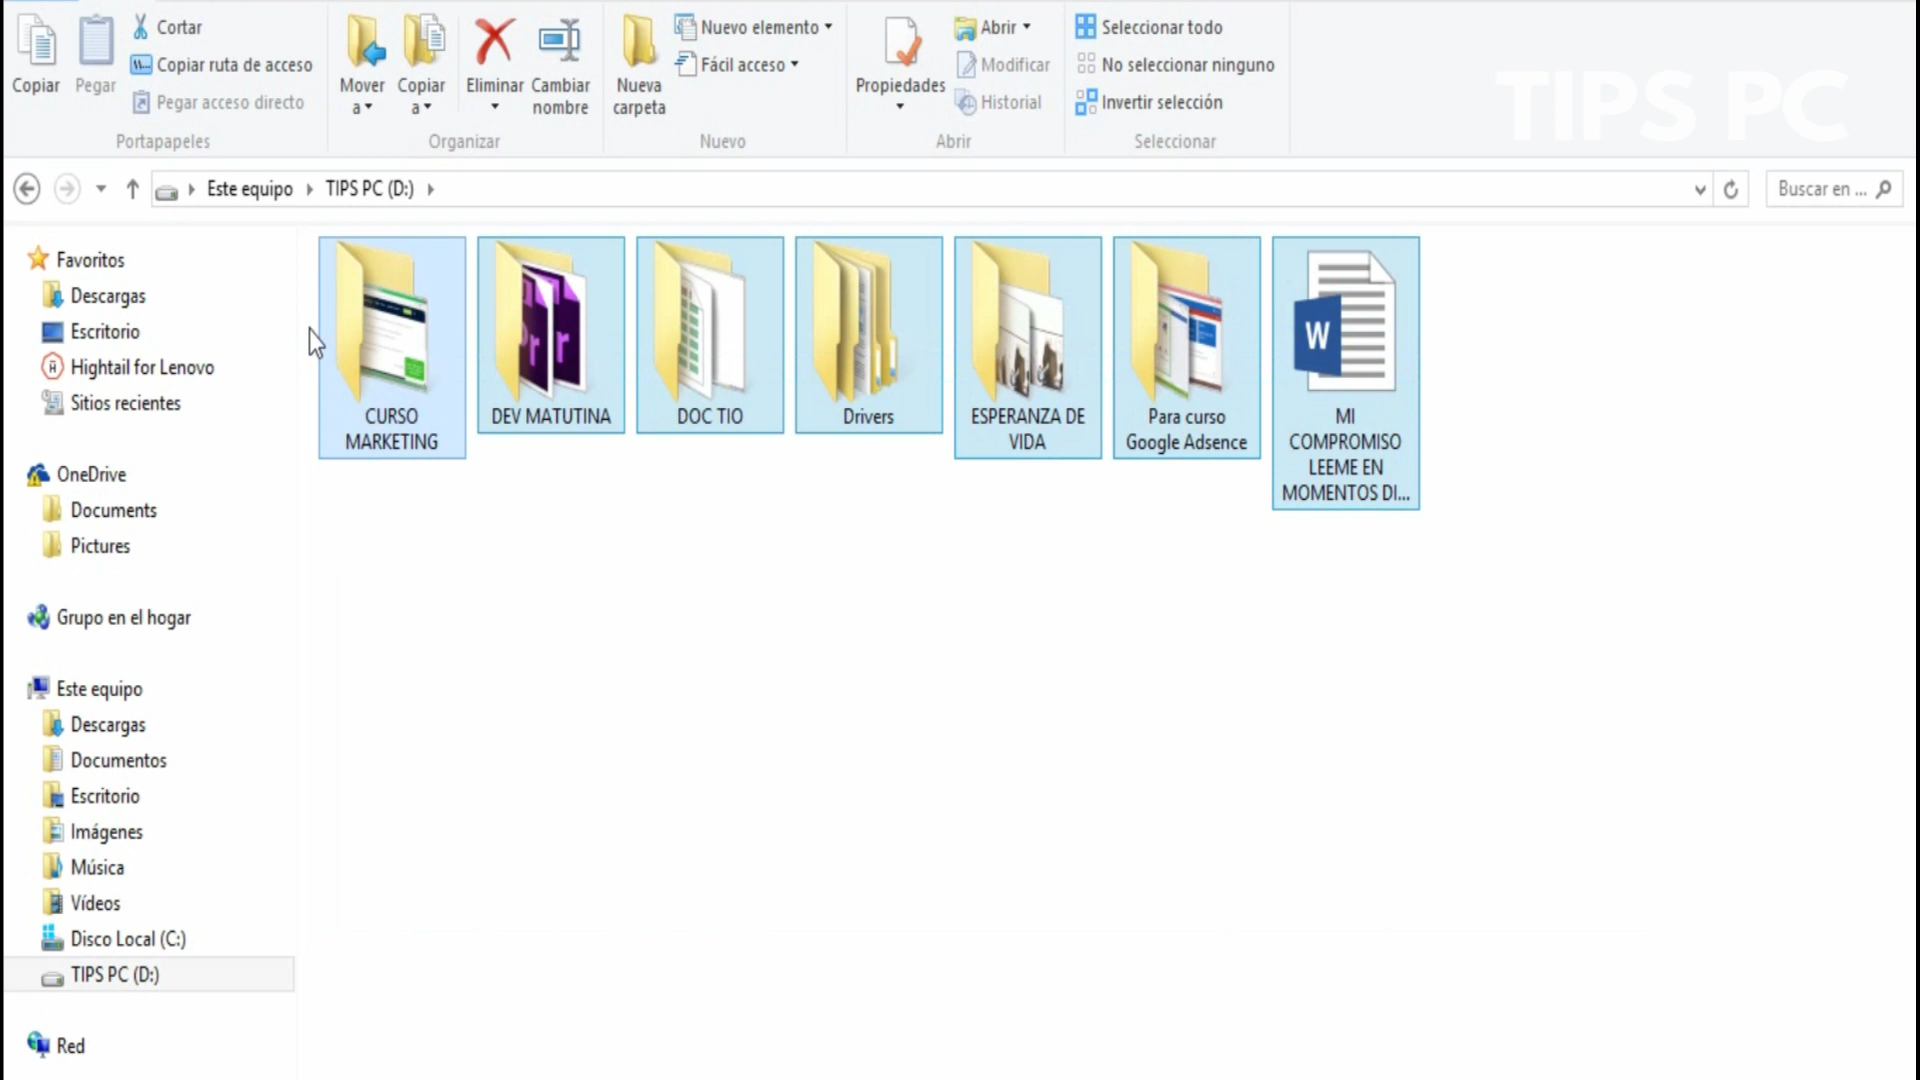 Copiar
Pegar
Cortar
Copiar ruta de acceso
Pegar acceso directo
Portapapeles
Mover
a
Copiar
a
Eliminar
Cambiar
nombre
Organizar
Nueva
carpeta
Nuevo elemento
Fácil acceso
Nuevo
Propiedades
Abrir
Modificar
Historial
Abrir
Seleccionar todo
No seleccionar ninguno
Invertir selección
Seleccionar
TIPS PC
Este equipo
TIPS PC (D:)
Buscar en ...
Favoritos
Descargas
Escritorio
Hightail for Lenovo
Sitios recientes
OneDrive
Documents
Pictures
Grupo en el hogar
Este equipo
Descargas
Documentos
Escritorio
Imágenes
Música
Vídeos
Disco Local (C:)
TIPS PC (D:)
Red
CURSO
MARKETING
DEV MATUTINA
DOC TIO
Drivers
ESPERANZA DE
VIDA
Para curso
Google Adsence
W
MI
COMPROMISO
LEEME EN
MOMENTOS DI...